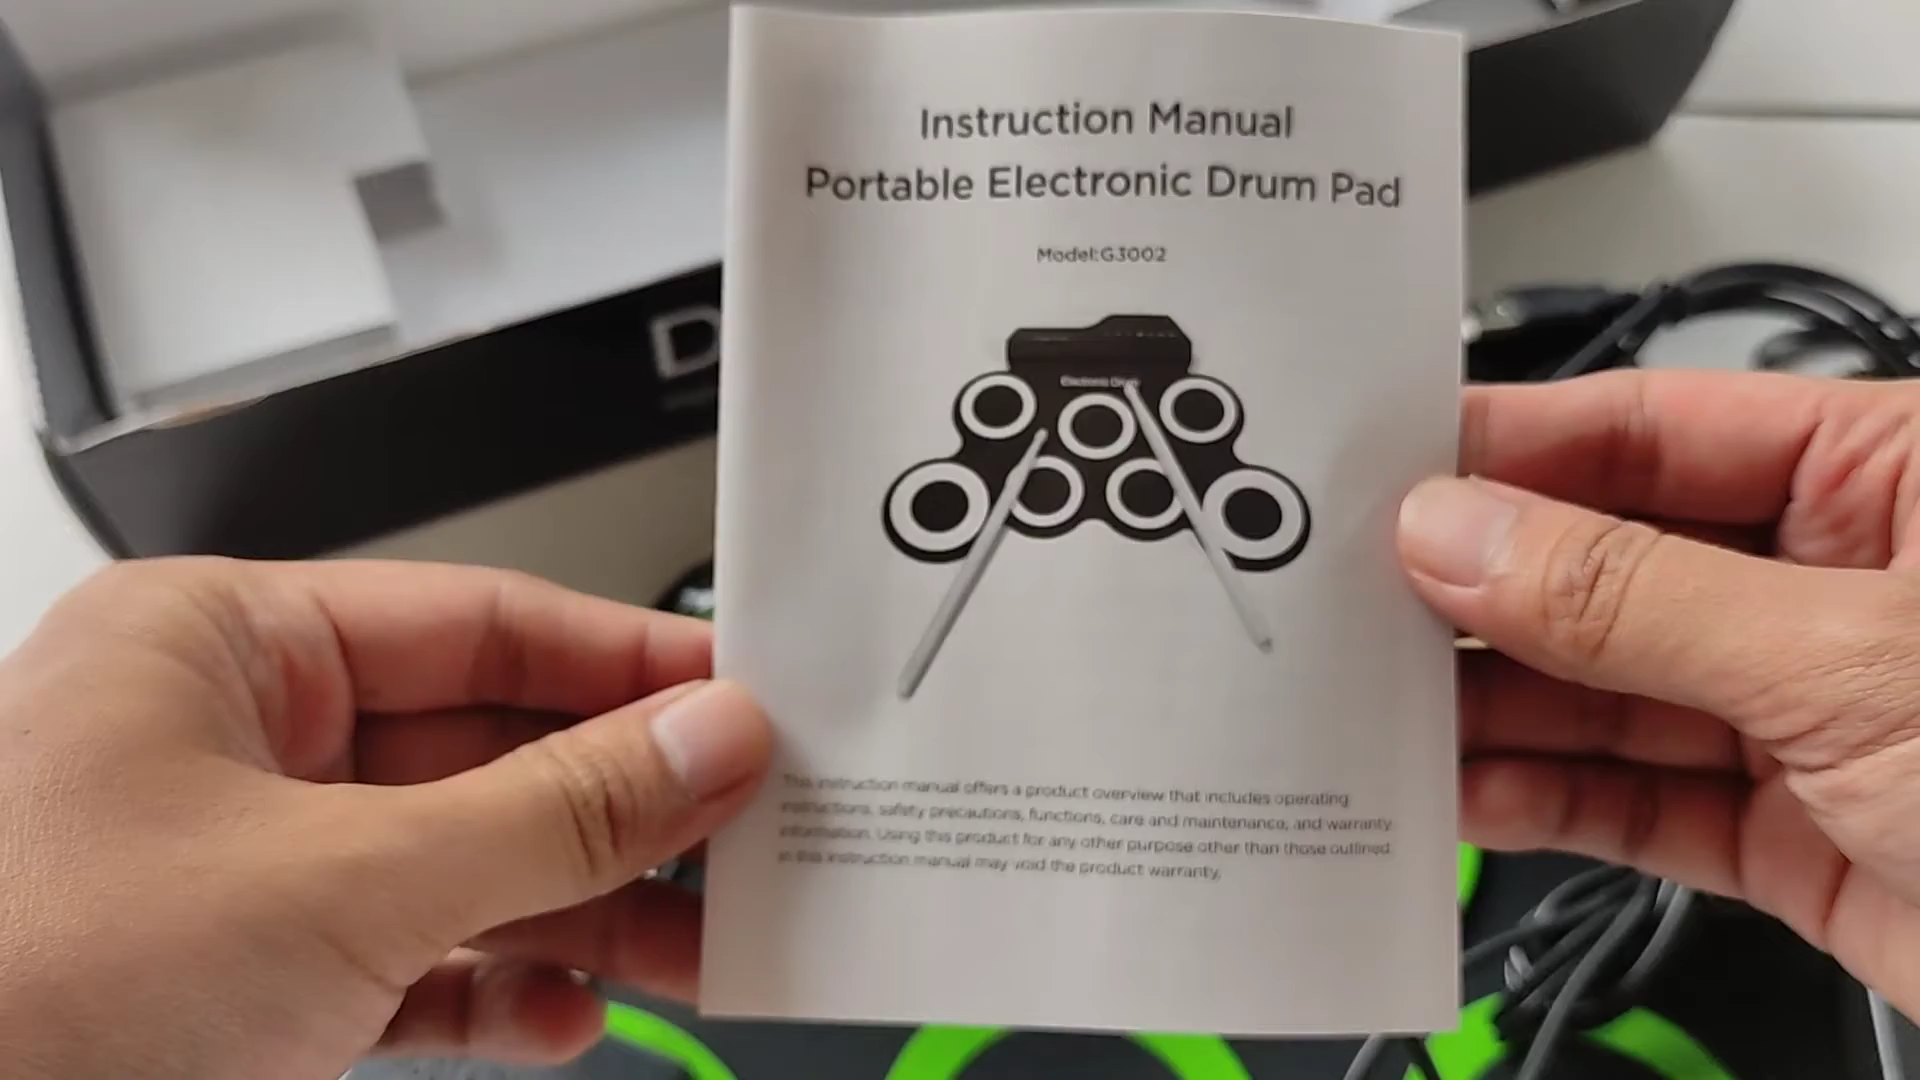 Instruction Manual
Portable Electronic Drum Pad
Model:G3002
D
Electronic Drum
This instruction manual offers a product overview that includes operating
instructions, safety precautions, functions, care and maintenance, and warranty
information. Using this product for any other purpose other than those outlined
in this instruction manual may void the product warranty.